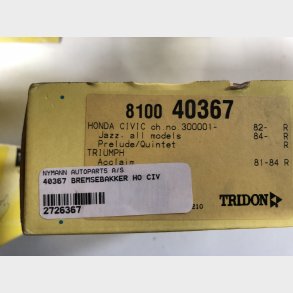 8100 40367
HONDA CIVIC ch.no.300001- 82- R
Jazz. all models 84- R
Prelude/Quintet R
TRIUMPH
Acclaim 81-84 R
NYMANN AUTOPARTS A/S
40367 BREMSEBAKKER HO CIV
2726367
TRIDON
210